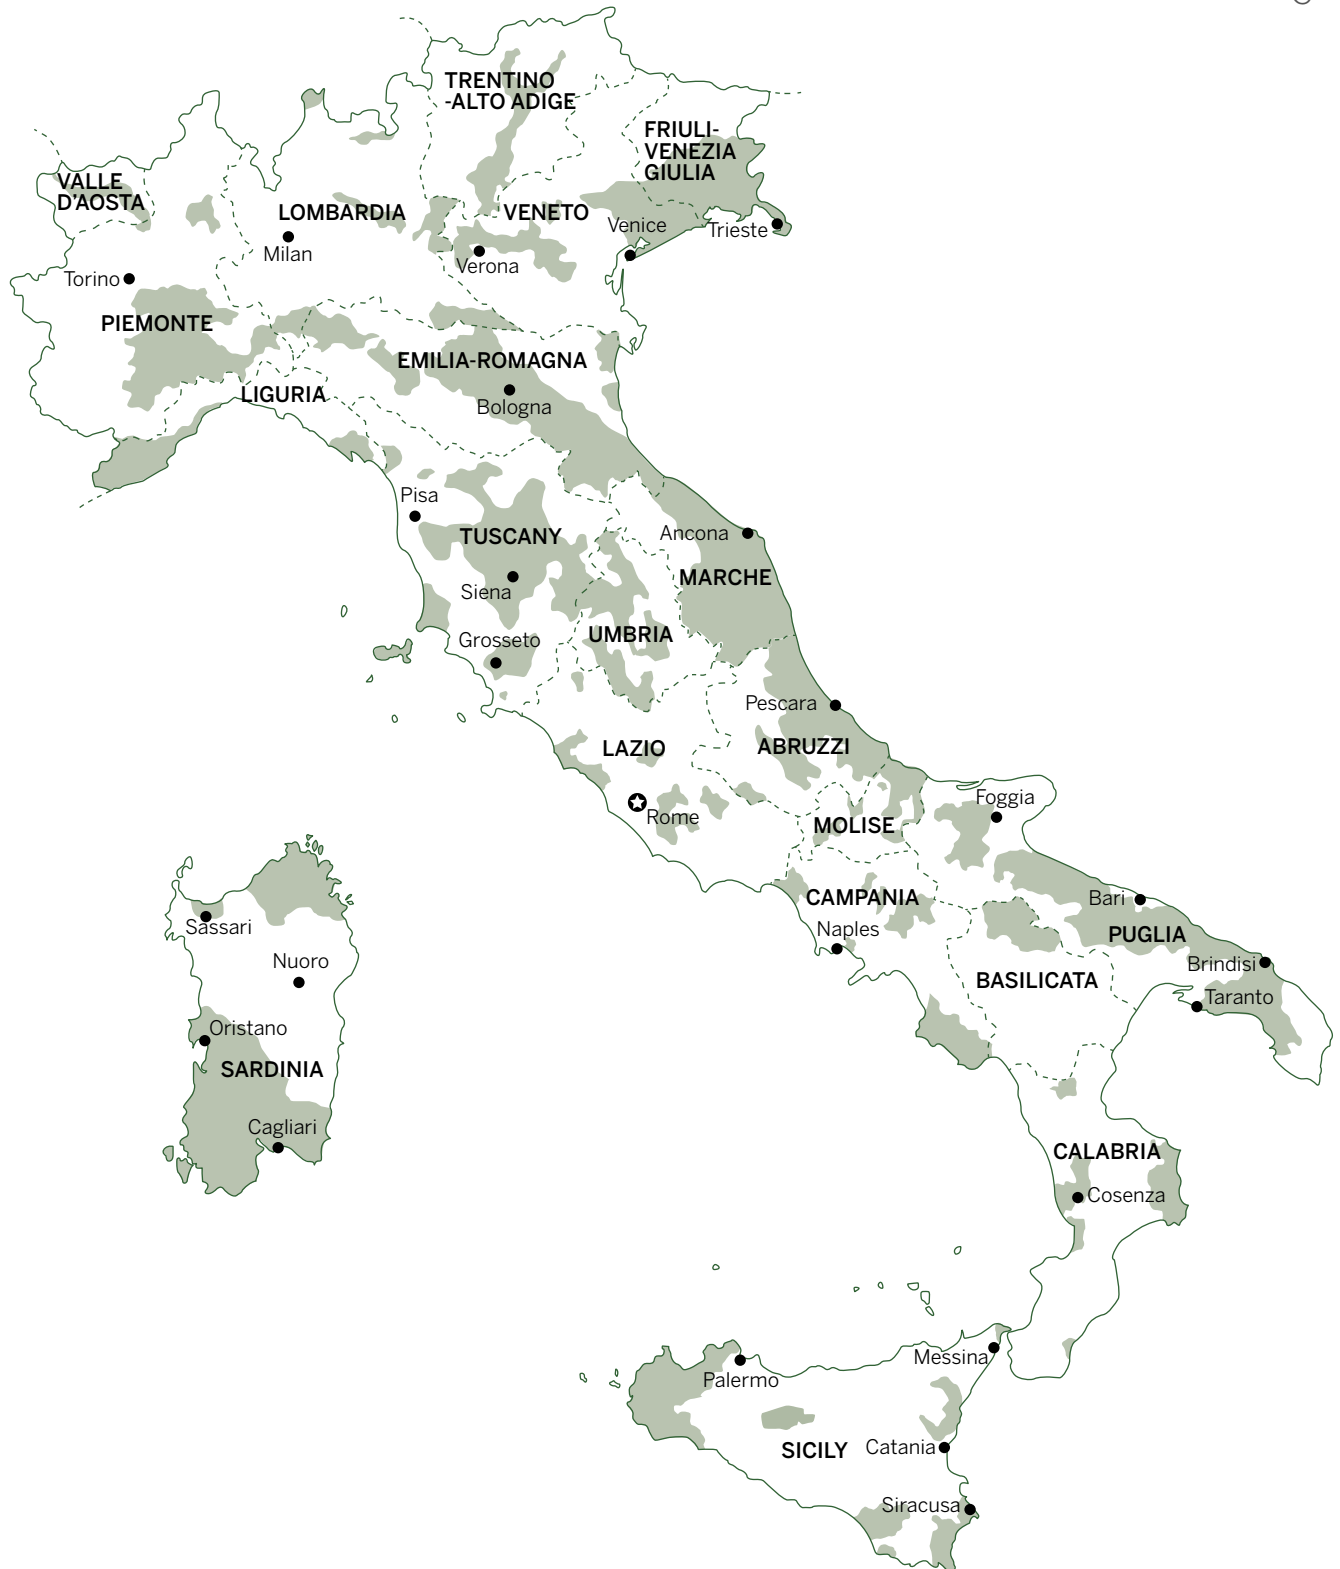 TRENTINO
-ALTO ADIGE
FRIULI-
VENEZIA
GIULIA
VALLE
D'AOSTA
LOMBARDIA
VENETO
Venice
Trieste
Milan
Verona
Torino
PIEMONTE
EMILIA-ROMAGNA
LIGURIA
Bologna
Pisa
TUSCANY
Ancona
MARCHE
Siena
Grosseto
UMBRIA
Pescara
LAZIO
ABRUZZI
Rome
Foggia
MOLISE
CAMPANIA
Bari
Naples
PUGLIA
Brindisi
BASILICATA
Taranto
Sassari
Nuoro
Oristano
SARDINIA
Cagliari
CALABRIA
Cosenza
Messina
Palermo
SICILY
Catania
Siracusa